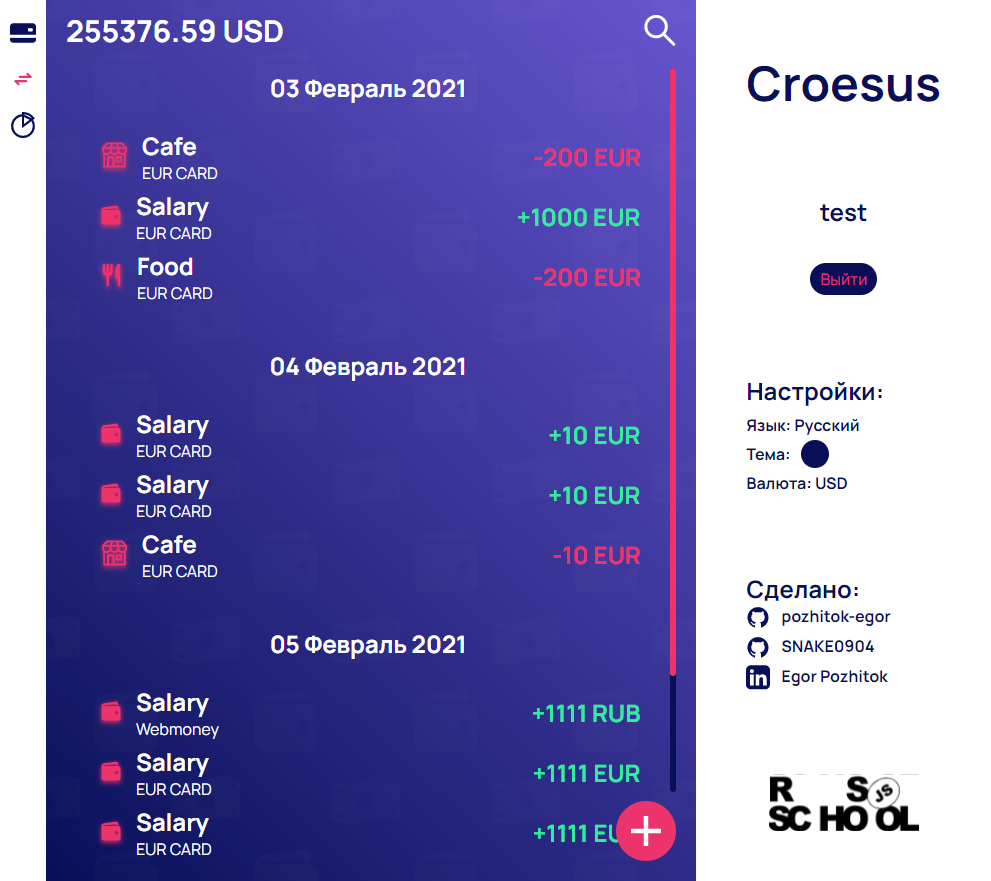 255376.59 USD
03 Февраль 2021
Cafe
EUR CARD
-200 EUR
Salary
EUR CARD
+1000 EUR
Food
EUR CARD
-200 EUR
04 Февраль 2021
Salary
EUR CARD
+10 EUR
Salary
EUR CARD
+10 EUR
Cafe
EUR CARD
-10 EUR
05 Февраль 2021
Salary
Webmoney
+1111 RUB
Salary
EUR CARD
+1111 EUR
Salary
EUR CARD
+1111
Croesus
test
Выйти
Настройки:
Язык: Русский
Тема:
Валюта: USD
Сделано:
pozhitok-egor
SNAKE0904
in Egor Pozhitok
R S JS
SCHOOL